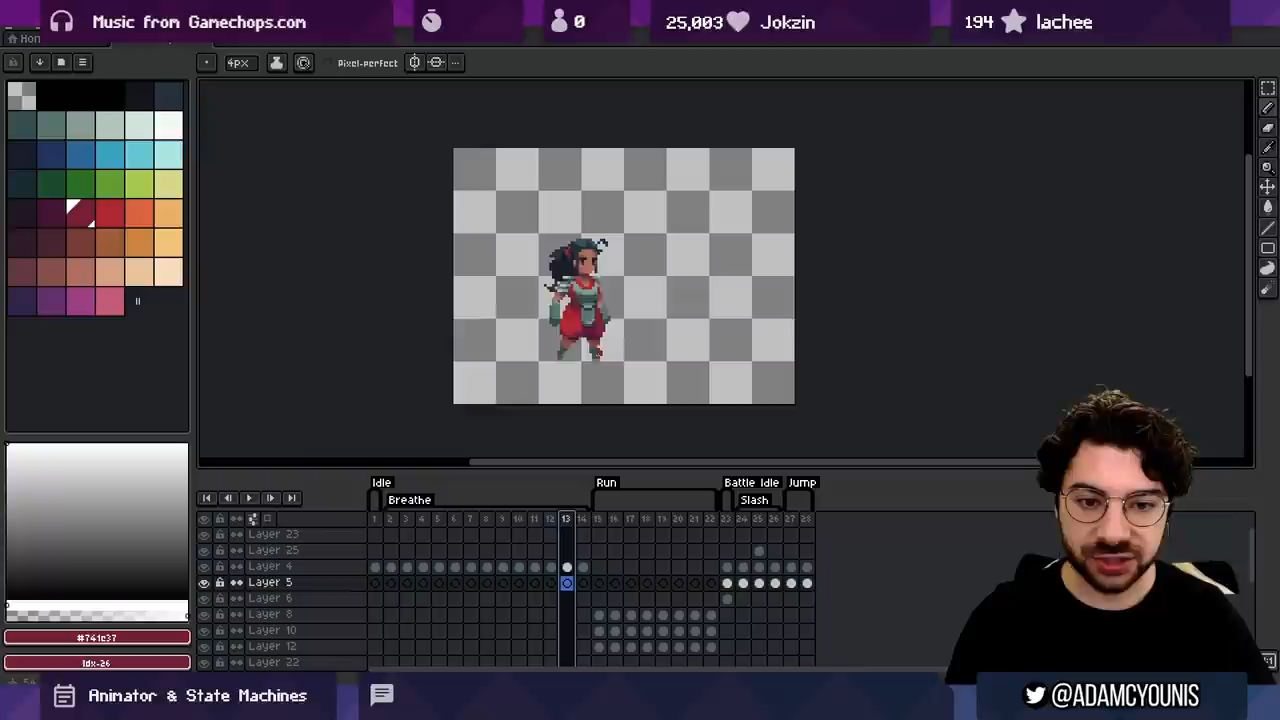 Music from Gamechops.com
0
25,003 Jokzin
194 lachee
Hon
4PX
Pixel-perfect
Idle
Run
Battle Idle
Jump
Breathe
Slash
1 2 3 4 5 6 7 8 9 10 11 12 13 14 15 16 17 18 19 20 21 22 23 24 25 26 27 28
Layer 23
Layer 25
Layer 4
Layer 5
Layer 6
Layer 8
Layer 10
Layer 12
Layer 22
#741c37
Idx-26
Animator & State Machines
@ADAMCYOUNIS